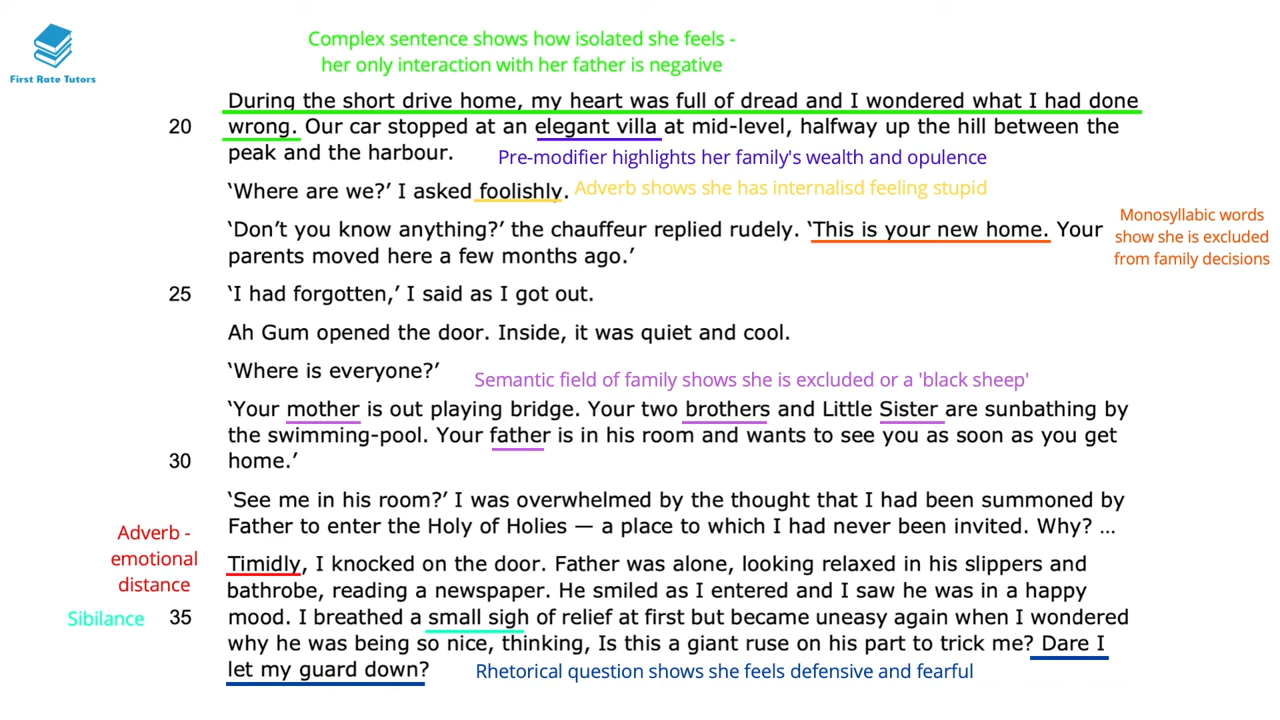 First Rate Tutors
Complex sentence shows how isolated she feels -
her only interaction with her father is negative
During the short drive home, my heart was full of dread and I wondered what I had done
20 wrong. Our car stopped at an elegant villa at mid-level, halfway up the hill between the
peak and the harbour.
Pre-modifier highlights her family's wealth and opulence
‘Where are we?’ I asked foolishly.
Adverb shows she has internalisd feeling stupid
‘Don’t you know anything?’ the chauffeur replied rudely. ‘This is your new home. Your
parents moved here a few months ago.’
Monosyllabic words
show she is excluded
from family decisions
25 ‘I had forgotten,’ I said as I got out.
Ah Gum opened the door. Inside, it was quiet and cool.
‘Where is everyone?’
Semantic field of family shows she is excluded or a 'black sheep'
‘Your mother is out playing bridge. Your two brothers and Little Sister are sunbathing by
the swimming-pool. Your father is in his room and wants to see you as soon as you get
30 home.’
‘See me in his room?’ I was overwhelmed by the thought that I had been summoned by
Father to enter the Holy of Holies — a place to which I had never been invited. Why? ...
Adverb -
emotional
distance
Timidly, I knocked on the door. Father was alone, looking relaxed in his slippers and
bathrobe, reading a newspaper. He smiled as I entered and I saw he was in a happy
Sibilance
35 mood. I breathed a small sigh of relief at first but became uneasy again when I wondered
why he was being so nice, thinking, Is this a giant ruse on his part to trick me? Dare I
let my guard down?
Rhetorical question shows she feels defensive and fearful